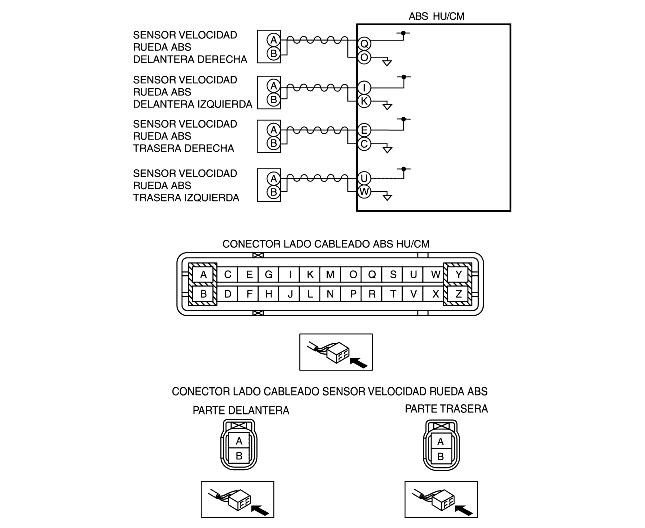 ABS HU/CM
SENSOR VELOCIDAD
RUEDA ABS
DELANTERA DERECHA
A
B
Q
O
SENSOR VELOCIDAD
RUEDA ABS
DELANTERA IZQUIERDA
A
B
I
K
SENSOR VELOCIDAD
RUEDA ABS
TRASERA DERECHA
A
B
E
C
SENSOR VELOCIDAD
RUEDA ABS
TRASERA IZQUIERDA
A
B
U
W
CONECTOR LADO CABLEADO ABS HU/CM
A C E G I K M O Q S U W Y
B D F H J L N P R T V X Z
CONECTOR LADO CABLEADO SENSOR VELOCIDAD RUEDA ABS
PARTE DELANTERA
A
B
PARTE TRASERA
A
B